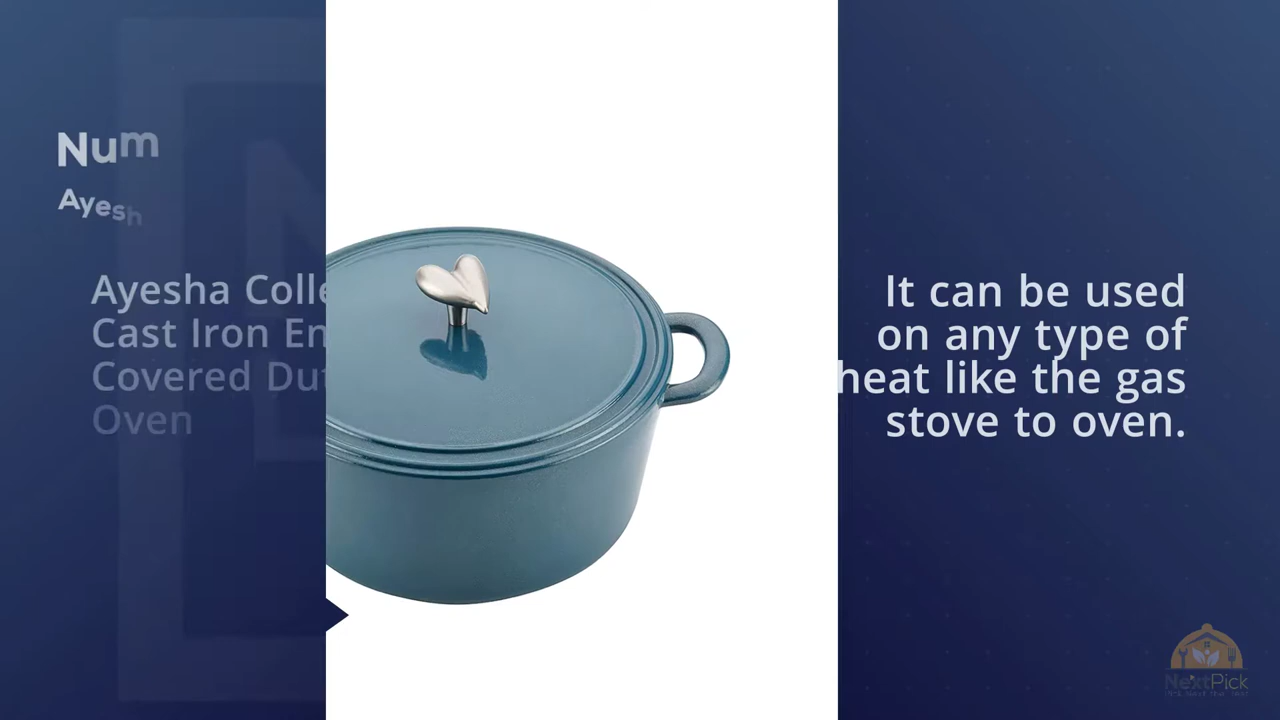 Num
Ayesh
Ayesha Colle
Cast Iron En
Covered Du
Oven
It can be used
on any type of
heat like the gas
stove to oven.
NextPick